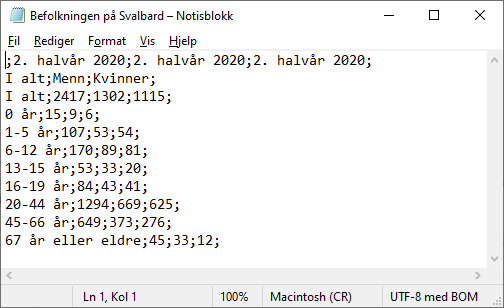 Befolkningen på Svalbard – Notisblokk
Fil Rediger Format Vis Hjelp
;2. halvår 2020;2. halvår 2020;2. halvår 2020;
I alt;Menn;Kvinner;
I alt;2417;1302;1115;
0 år;15;9;6;
1-5 år;107;53;54;
6-12 år;170;89;81;
13-15 år;53;33;20;
16-19 år;84;43;41;
20-44 år;1294;669;625;
45-66 år;649;373;276;
67 år eller eldre;45;33;12;
Ln 1, Kol 1 100% Macintosh (CR) UTF-8 med BOM